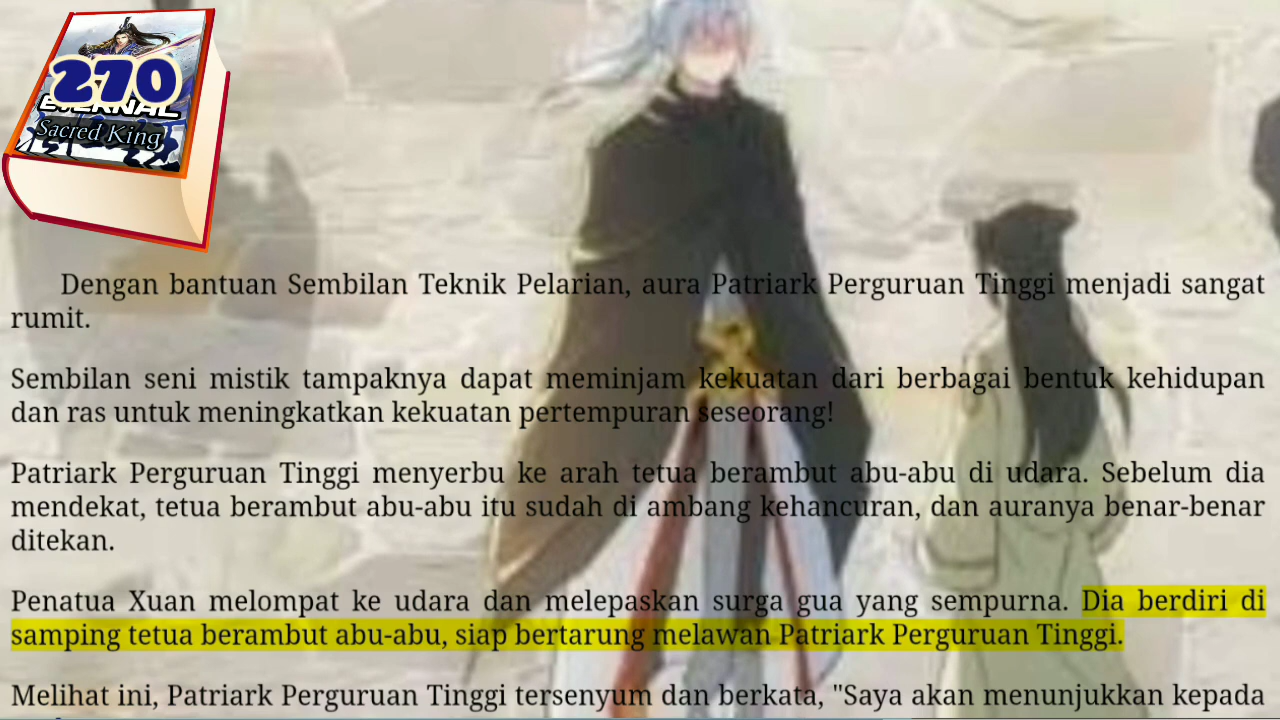 270
ETERNAL
Sacred King
Dengan bantuan Sembilan Teknik Pelarian, aura Patriark Perguruan Tinggi menjadi sangat
rumit.
Sembilan seni mistik tampaknya dapat meminjam kekuatan dari berbagai bentuk kehidupan
dan ras untuk meningkatkan kekuatan pertempuran seseorang!
Patriark Perguruan Tinggi menyerbu ke arah tetua berambut abu-abu di udara. Sebelum dia
mendekat, tetua berambut abu-abu itu sudah di ambang kehancuran, dan auranya benar-benar
ditekan.
Penatua Xuan melompat ke udara dan melepaskan surga gua yang sempurna. Dia berdiri di
samping tetua berambut abu-abu, siap bertarung melawan Patriark Perguruan Tinggi.
Melihat ini, Patriark Perguruan Tinggi tersenyum dan berkata, "Saya akan menunjukkan kepada